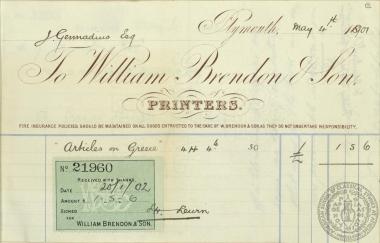 J. Gennadius Esq
Plymouth, May 4th 1901
To William Brendon & Son,
PRINTERS.
FIRE INSURANCE POLICIES SHOULD BE MAINTAINED ON ALL GOODS ENTRUSTED TO THE CARE OF W. BRENDON & SON, AS THEY DO NOT UNDERTAKE RESPONSIBILITY.
Articles on Greece 50 1/2 1 5 6
No 21960
RECEIVED WITH THANKS.
DATE 20/1/02
AMOUNT £ 1.5.6
SIGNED
FOR
WILLIAM BRENDON & SON.